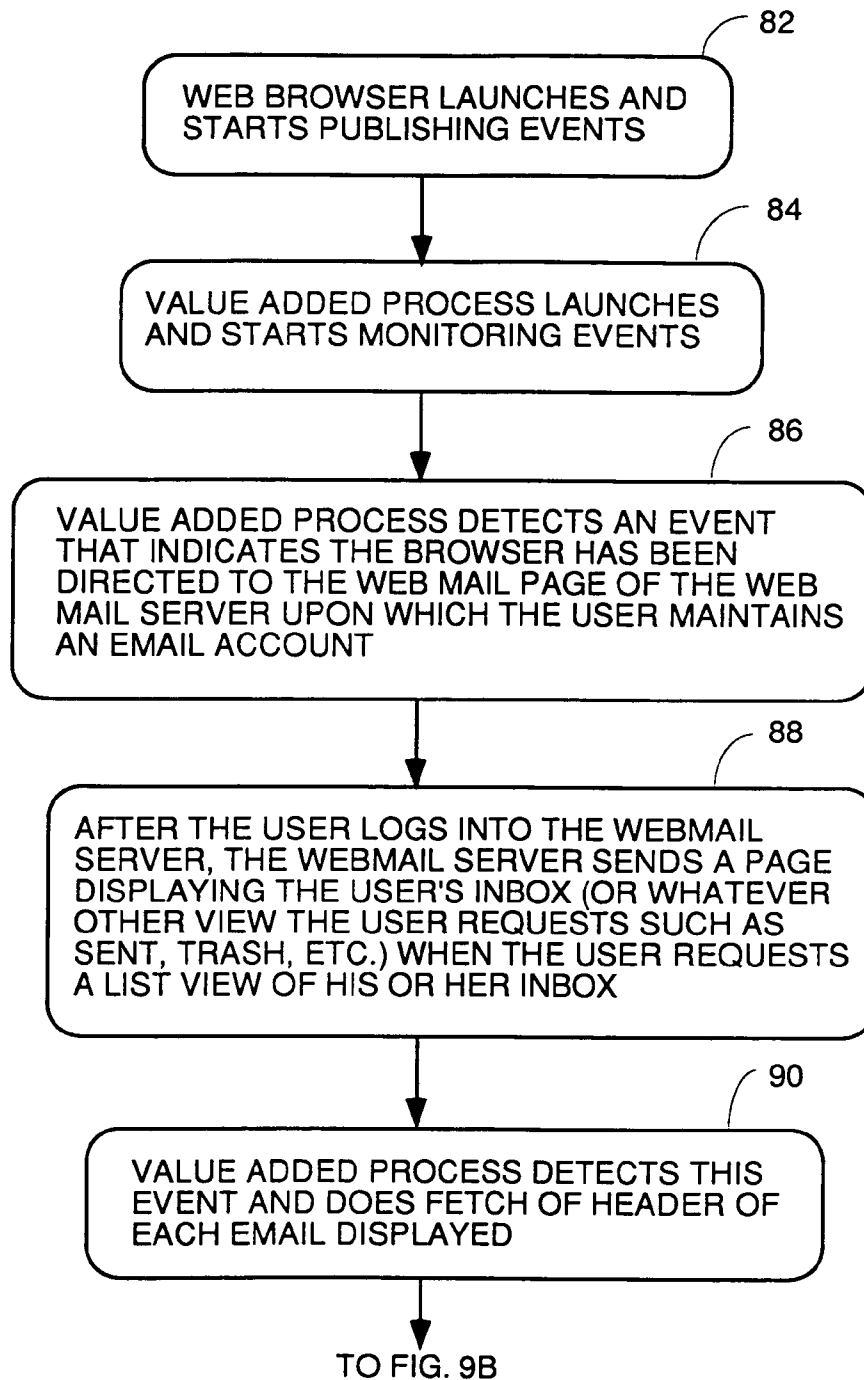 82
WEB BROWSER LAUNCHES AND
STARTS PUBLISHING EVENTS
84
VALUE ADDED PROCESS LAUNCHES
AND STARTS MONITORING EVENTS
86
VALUE ADDED PROCESS DETECTS AN EVENT
THAT INDICATES THE BROWSER HAS BEEN
DIRECTED TO THE WEB MAIL PAGE OF THE WEB
MAIL SERVER UPON WHICH THE USER MAINTAINS
AN EMAIL ACCOUNT
88
AFTER THE USER LOGS INTO THE WEBMAIL
SERVER, THE WEBMAIL SERVER SENDS A PAGE
DISPLAYING THE USER'S INBOX (OR WHATEVER
OTHER VIEW THE USER REQUESTS SUCH AS
SENT, TRASH, ETC.) WHEN THE USER REQUESTS
A LIST VIEW OF HIS OR HER INBOX
90
VALUE ADDED PROCESS DETECTS THIS
EVENT AND DOES FETCH OF HEADER OF
EACH EMAIL DISPLAYED
TO FIG. 9B